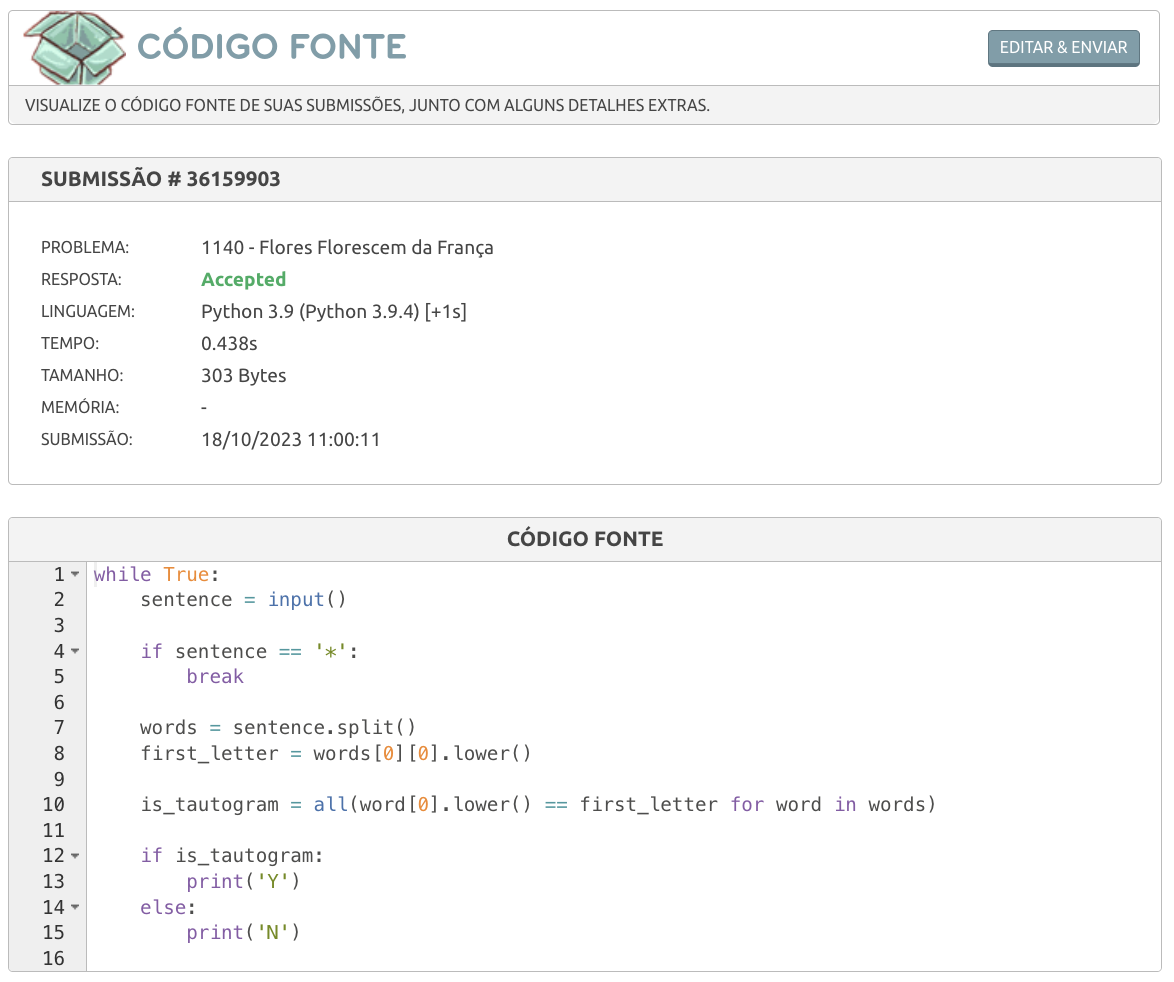 CÓDIGO FONTE
EDITAR & ENVIAR
VISUALIZE O CÓDIGO FONTE DE SUAS SUBMISSÕES, JUNTO COM ALGUNS DETALHES EXTRAS.
SUBMISSÃO # 36159903
PROBLEMA: 1140 - Flores Florescem da França
RESPOSTA: Accepted
LINGUAGEM: Python 3.9 (Python 3.9.4) [+1s]
TEMPO: 0.438s
TAMANHO: 303 Bytes
MEMÓRIA: -
SUBMISSÃO: 18/10/2023 11:00:11
CÓDIGO FONTE
1 while True:
2     sentence = input()
3
4     if sentence == '*':
5         break
6
7     words = sentence.split()
8     first_letter = words[0][0].lower()
9
10     is_tautogram = all(word[0].lower() == first_letter for word in words)
11
12     if is_tautogram:
13         print('Y')
14     else:
15         print('N')
16